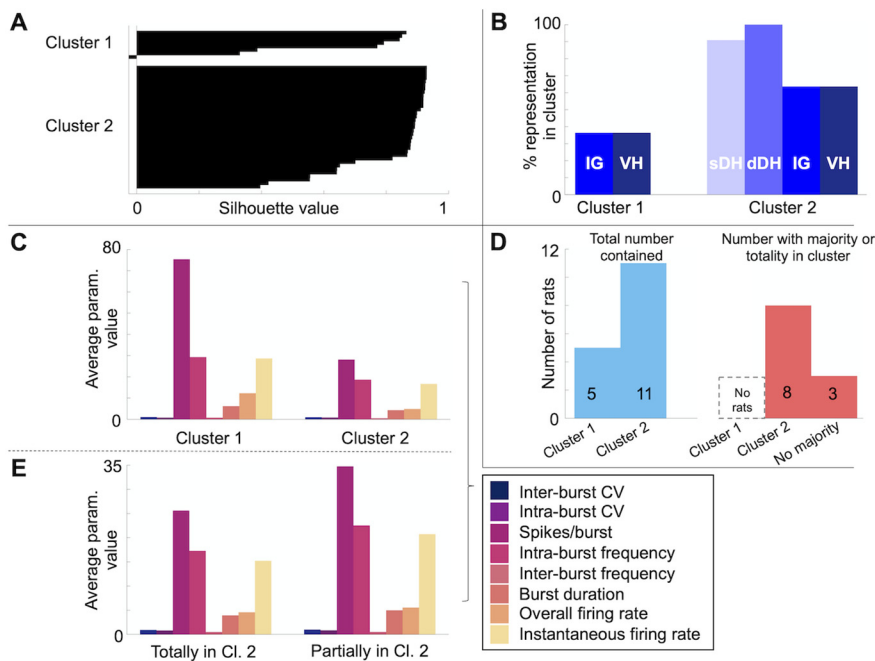 A
Cluster 1
Cluster 2
0
1
Silhouette value
B
100
0
% representation
in cluster
IG
VH
sDH
dDH
IG
VH
Cluster 1
Cluster 2
C
80
0
Average param.
value
Cluster 1
Cluster 2
D
Total number
contained
Number with majority or
totality in cluster
12
0
Number of rats
5
11
No
rats
8
3
Cluster 1
Cluster 2
Cluster 1
Cluster 2
No majority
E
35
0
Average param.
value
Totally in Cl. 2
Partially in Cl. 2
Inter-burst CV
Intra-burst CV
Spikes/burst
Intra-burst frequency
Inter-burst frequency
Burst duration
Overall firing rate
Instantaneous firing rate